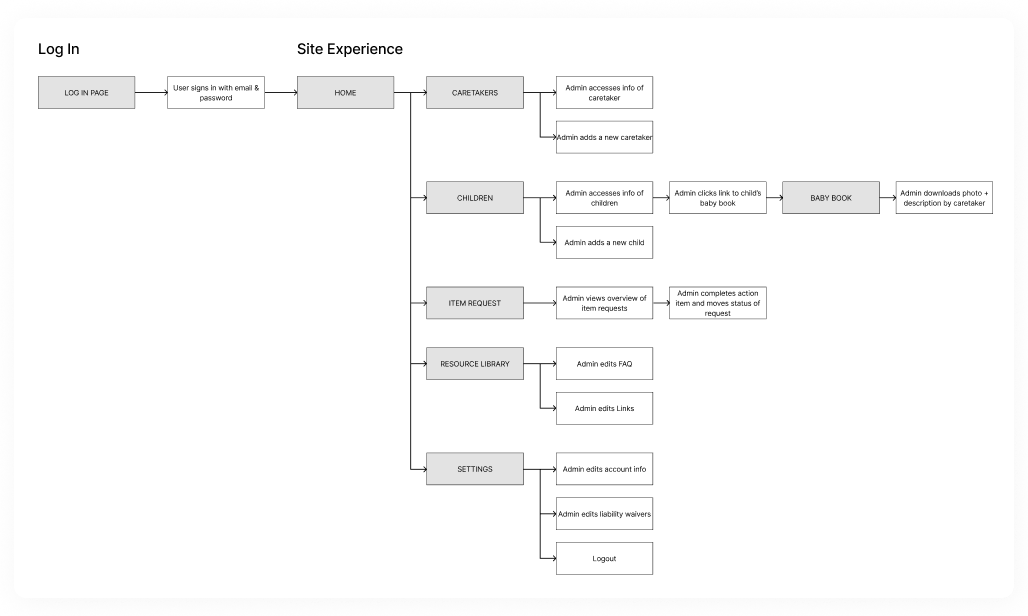 Log In
Site Experience
LOG IN PAGE
User signs in with email &
password
HOME
CARETAKERS
Admin accesses info of
caretaker
Admin adds a new caretaker
CHILDREN
Admin accesses info of
children
Admin clicks link to child's
baby book
BABY BOOK
Admin downloads photo +
description by caretaker
Admin adds a new child
ITEM REQUEST
Admin views overview of
item requests
Admin completes action
item and moves status of
request
RESOURCE LIBRARY
Admin edits FAQ
Admin edits Links
SETTINGS
Admin edits account info
Admin edits liability waivers
Logout